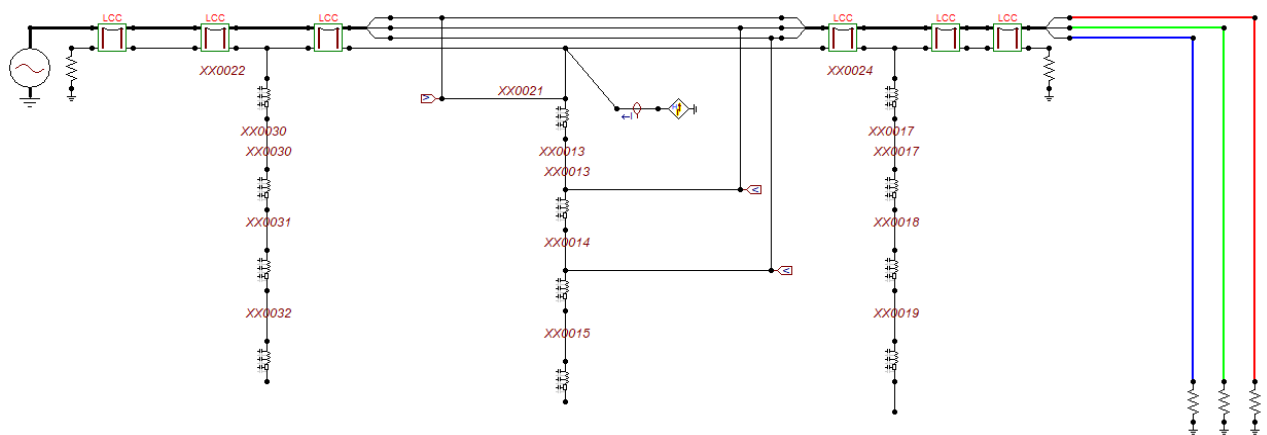 LCC
LCC
LCC
LCC
LCC
LCC
XX0022
XX0024
XX0021
V
I
XX0030
XX0030
XX0013
XX0013
XX0017
XX0017
V
XX0031
XX0014
XX0018
V
XX0032
XX0015
XX0019